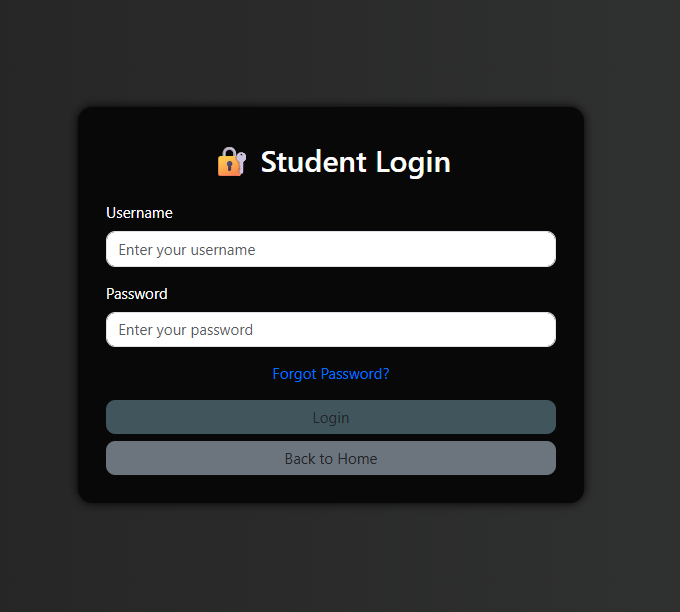 🔐 Student Login
Username
Enter your username
Password
Enter your password
Forgot Password?
Login
Back to Home